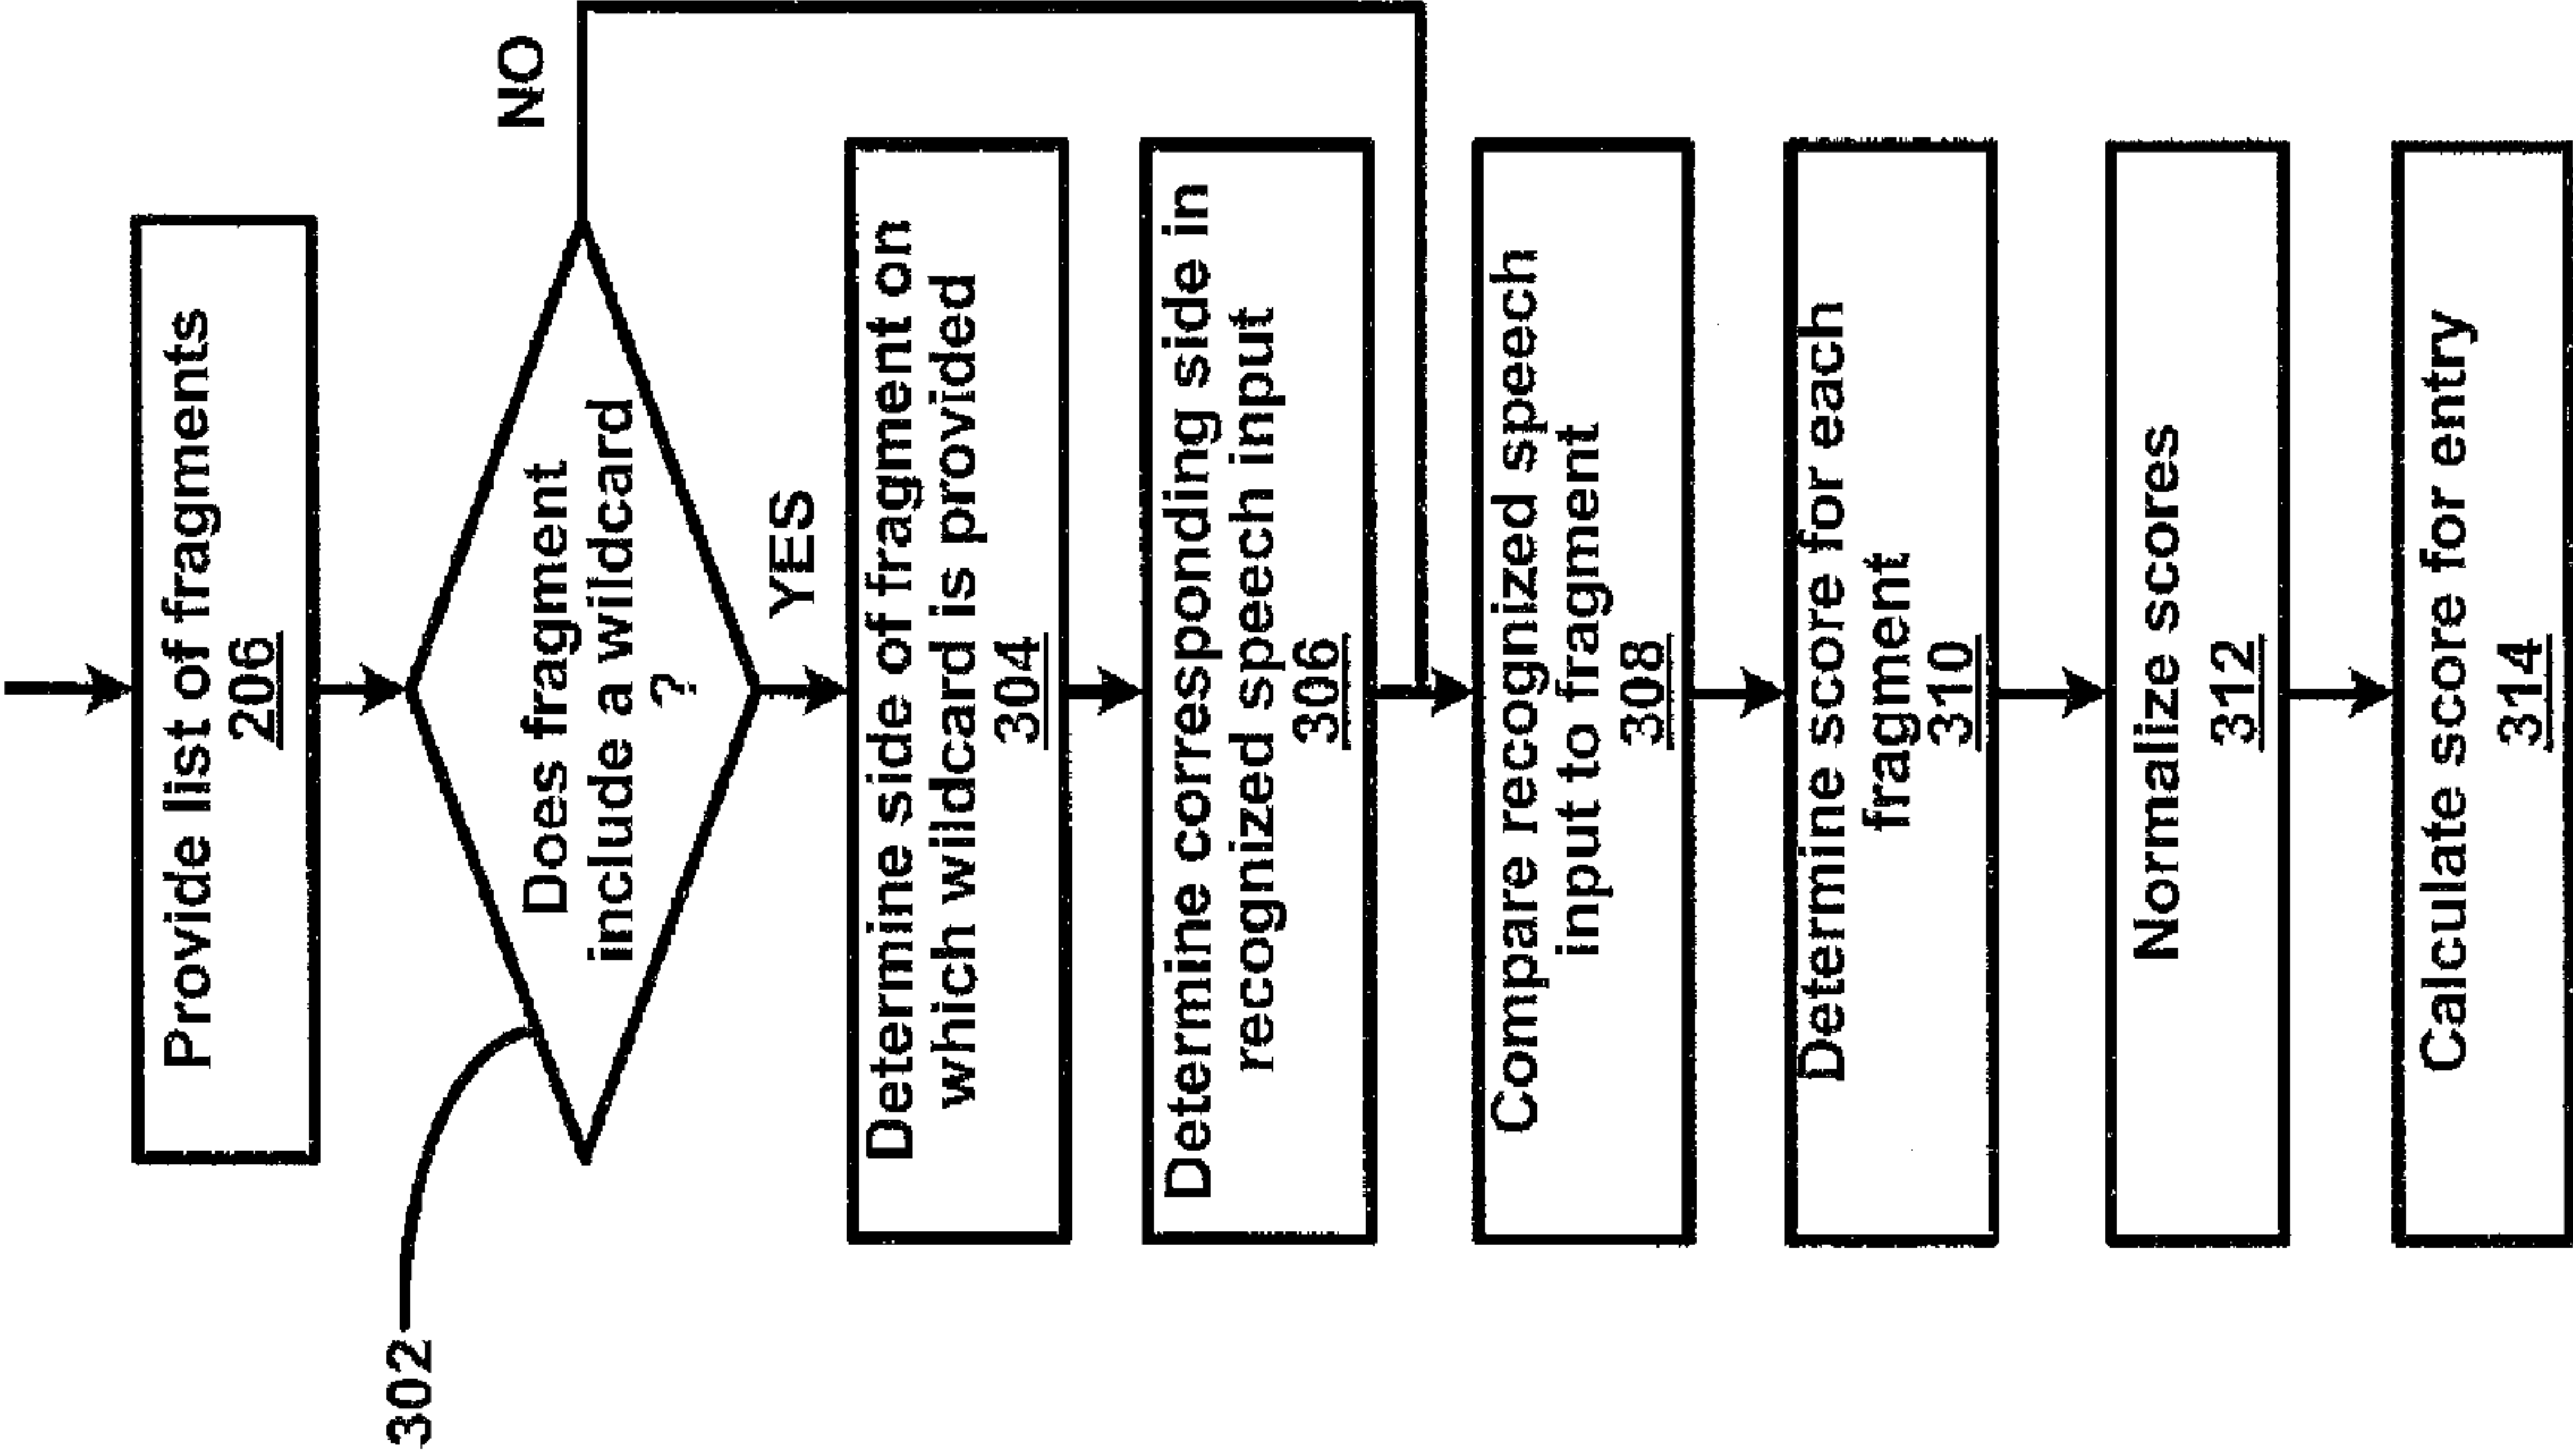 Provide list of fragments
206
302
Does fragment
include a wildcard
?
NO
YES
Determine side of fragment on
which wildcard is provided
304
Determine corresponding side in
recognized speech input
306
Compare recognized speech
input to fragment
308
Determine score for each
fragment
310
Normalize scores
312
Calculate score for entry
314